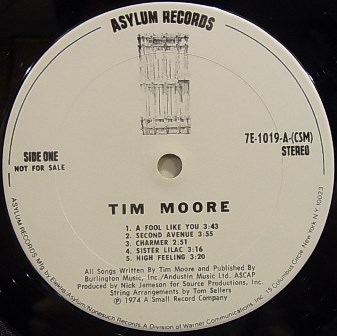 ASYLUM RECORDS
7E-1019-A-(CSM)
STEREO
SIDE ONE
NOT FOR SALE
TIM MOORE
1. A FOOL LIKE YOU 3:43
2. SECOND AVENUE 3:55
3. CHARMER 2:51
4. SISTER LILAC 3:16
5. HIGH FEELING 3:20
All Songs Written By Tim Moore and Published By
Burlington Music, Inc./Andustin Music Ltd. ASCAP
Produced by Nick Jameson for Source Productions, Inc.
String Arrangements by Tom Sellers
℗ 1974 A Small Record Company
ASYLUM RECORDS Mfg. by Elektra/Asylum/Nonesuch Records A Division of Warner Communications Inc. 15 Columbus Circle New York N Y 10023